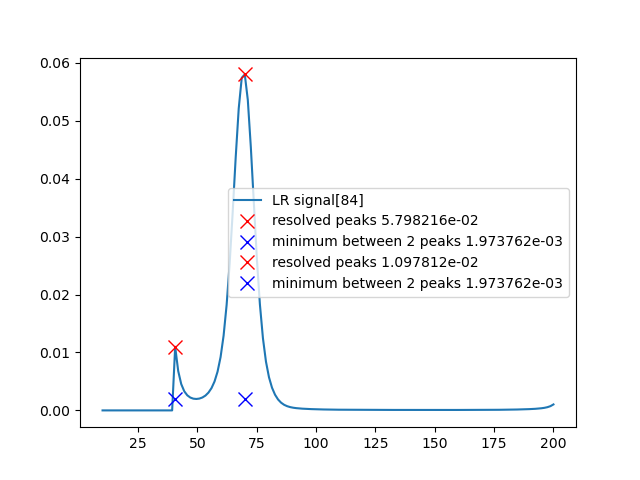 0.06
0.05
0.04
0.03
0.02
0.01
0.00
LR signal[84]
resolved peaks 5.798216e-02
minimum between 2 peaks 1.973762e-03
resolved peaks 1.097812e-02
minimum between 2 peaks 1.973762e-03
25 50 75 100 125 150 175 200